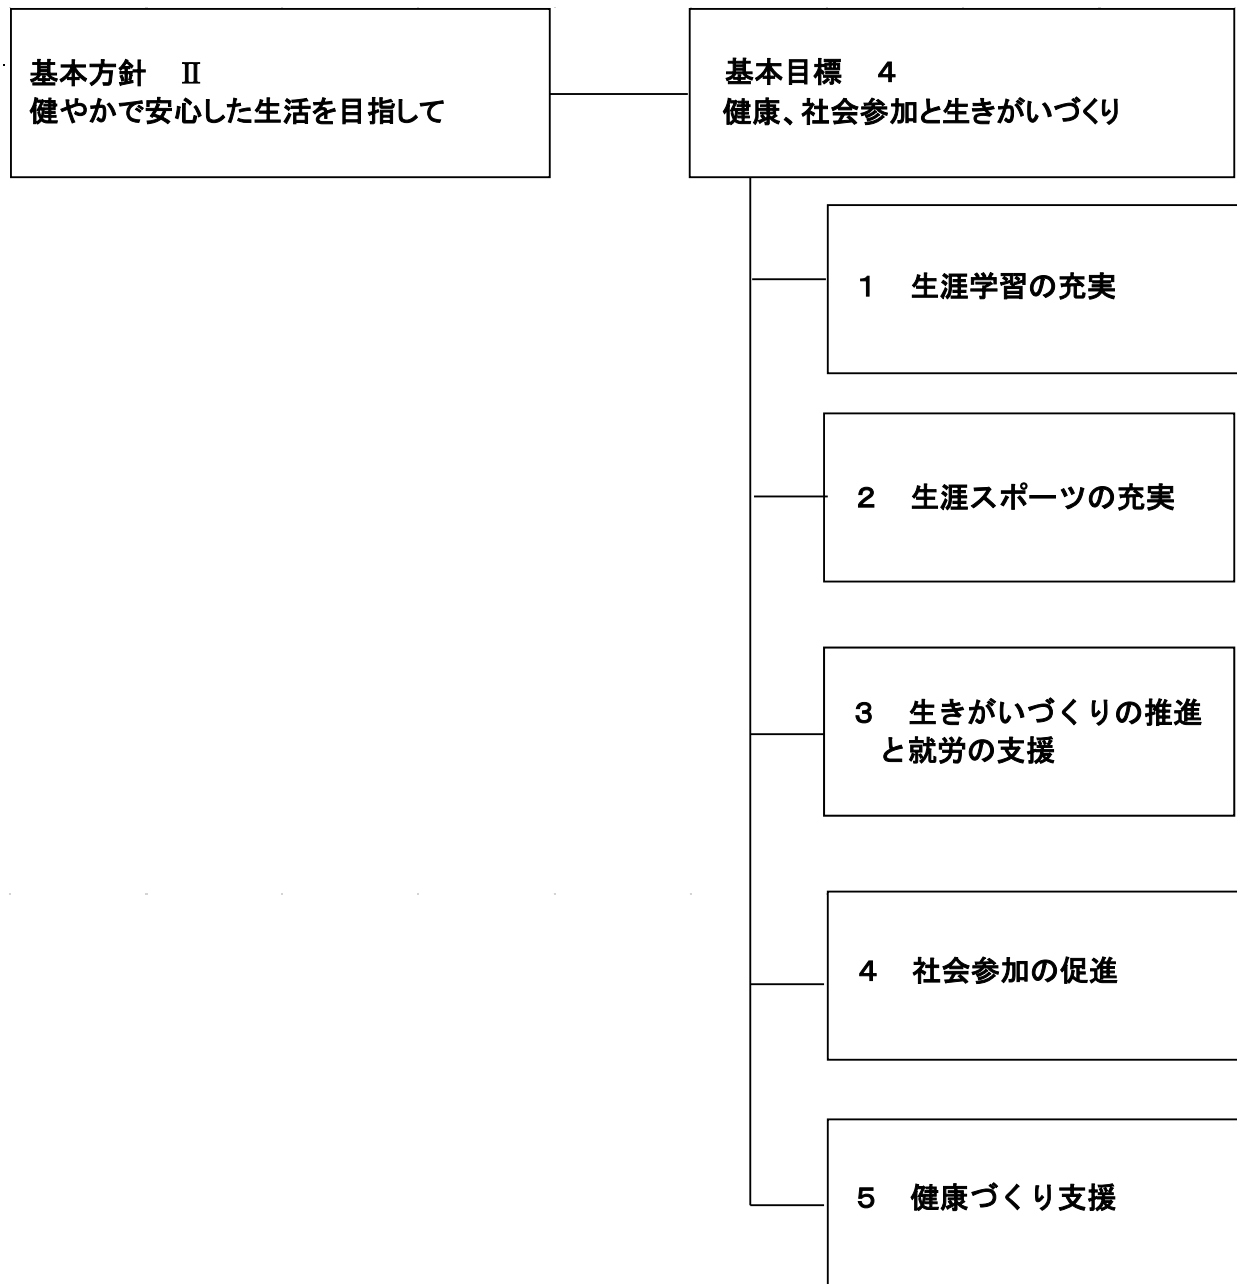 基本方針　Ⅱ
健やかで安心した生活を目指して
基本目標　４
健康、社会参加と生きがいづくり
１　生涯学習の充実
２　生涯スポーツの充実
３　生きがいづくりの推進
と就労の支援
４　社会参加の促進
５　健康づくり支援